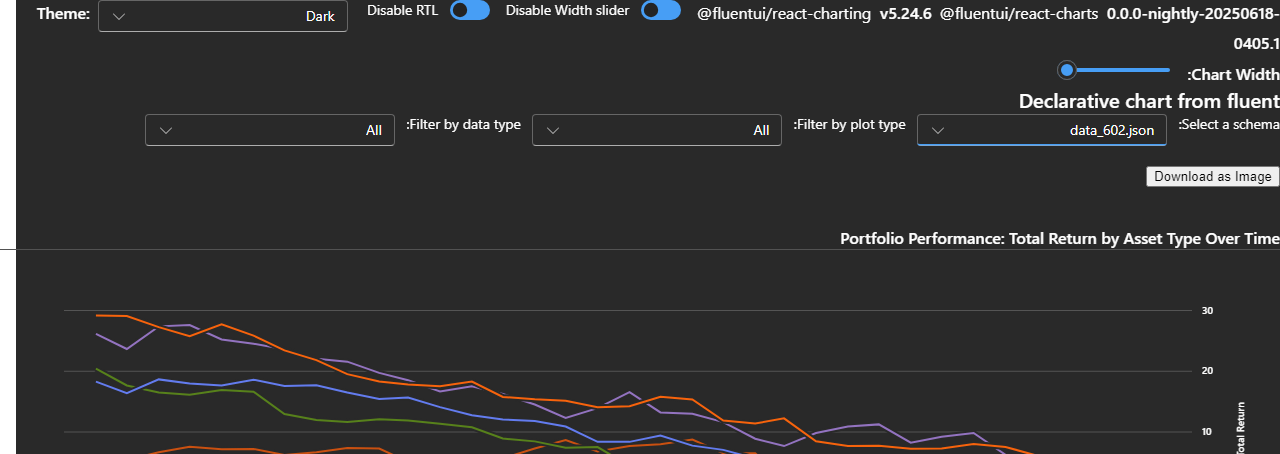 Theme: Dark Disable RTL Disable Width slider @fluentui/react-charting v5.24.6 @fluentui/react-charts 0.0.0-nightly-20250618-
0405.1
:Chart Width
Declarative chart from fluent
:Select a schema data_602.json :Filter by plot type All :Filter by data type All
Download as Image
Portfolio Performance: Total Return by Asset Type Over Time
30
20
10
Total Return